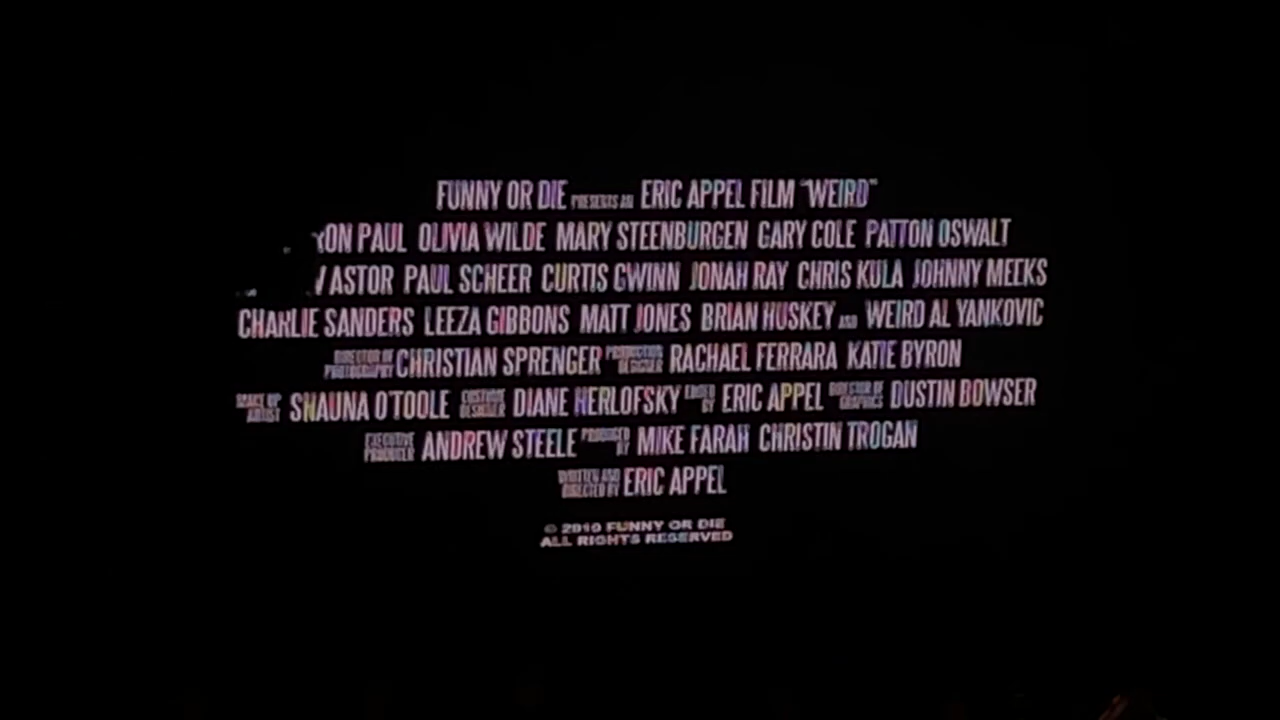 FUNNY OR DIE PRESENTS AN ERIC APPEL FILM "WEIRD"
PAUL OLIVIA WILDE MARY STEENBURGEN GARY COLE PATTON OSWALT
ASTOR PAUL SCHEER CURTIS GWINN JONAH RAY CHRIS KULA JOHNNY MEEKS
CHARLIE SANDERS LEEZA GIBBONS MATT JONES BRIAN HUSKEY AND WEIRD AL YANKOVIC
DIRECTOR OF PHOTOGRAPHY CHRISTIAN SPRENGER PRODUCTION DESIGNER RACHAEL FERRARA KATIE BYRON
MAKE UP ARTIST SHAUNA O'TOOLE COSTUME DESIGNER DIANE HERLOFSKY EDITED BY ERIC APPEL DIRECTOR OF GRAPHICS DUSTIN BOWSER
EXECUTIVE PRODUCER ANDREW STEELE PRODUCED BY MIKE FARAH CHRISTIN TROGAN
WRITTEN AND DIRECTED BY ERIC APPEL
© 2010 FUNNY OR DIE
ALL RIGHTS RESERVED